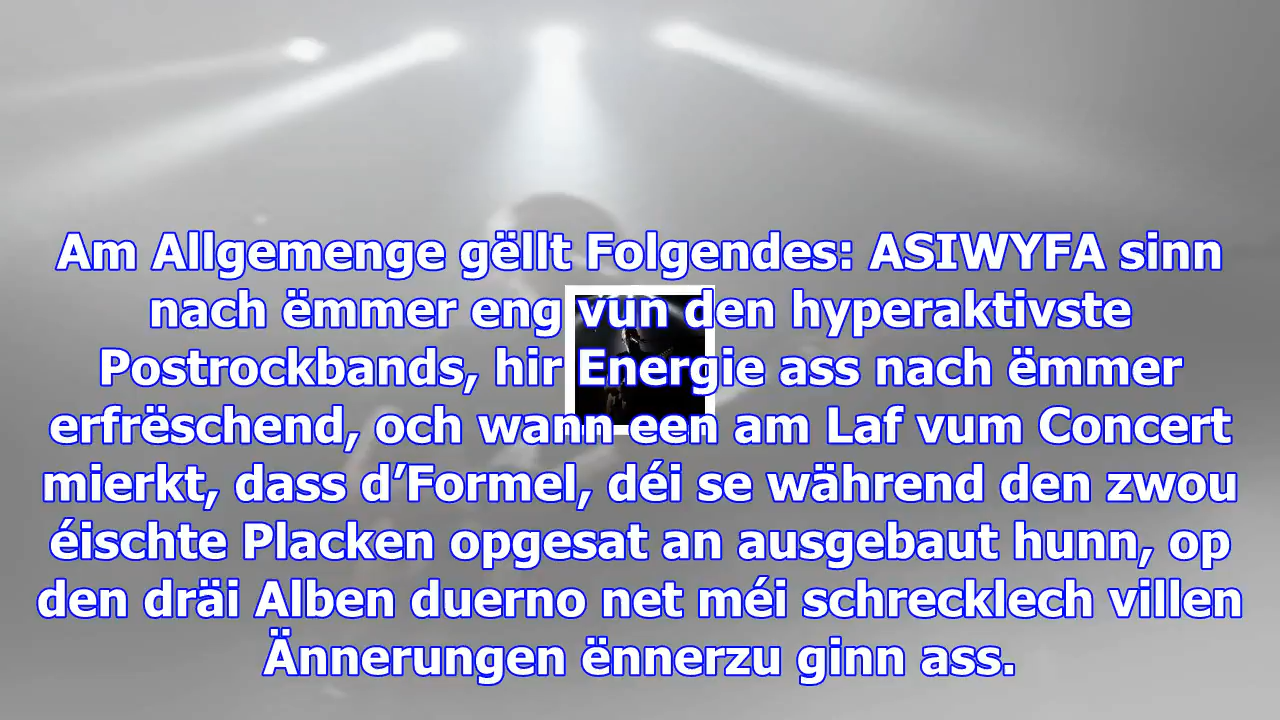 Am Allgemenge gëllt Folgendes: ASIWYFA sinn
nach ëmmer eng vun den hyperaktivste
Postrockbands, hir Energie ass nach ëmmer
erfrëschend, och wann een am Laf vum Concert
mierkt, dass d’Formel, déi se während den zwou
éischte Placken opgesat an ausgebaut hunn, op
den dräi Alben duerno net méi schrecklech villen
Ännerungen ënnerzu ginn ass.